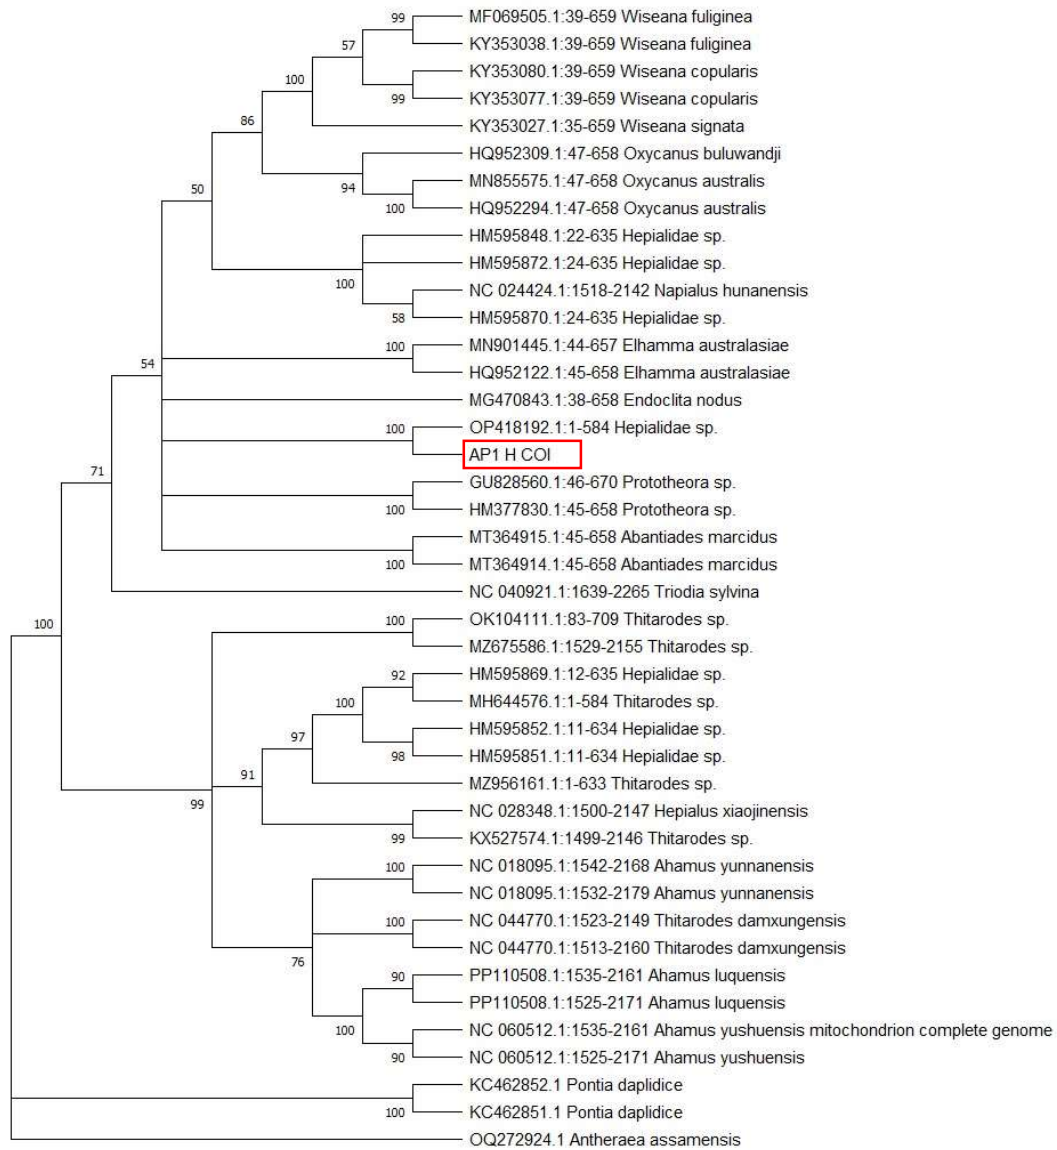 99
MF069505.1:39-659 Wiseana fuliginea
KY353038.1:39-659 Wiseana fuliginea
57
KY353080.1:39-659 Wiseana copularis
100
99
KY353077.1:39-659 Wiseana copularis
86
KY353027.1:35-659 Wiseana signata
HQ952309.1:47-658 Oxycanus buluwandji
50
94
MN855575.1:47-658 Oxycanus australis
100
HQ952294.1:47-658 Oxycanus australis
HM595848.1:22-635 Hepialidae sp.
HM595872.1:24-635 Hepialidae sp.
100
NC 024424.1:1518-2142 Napialus hunanensis
58
HM595870.1:24-635 Hepialidae sp.
100
MN901445.1:44-657 Elhamma australasiae
54
HQ952122.1:45-658 Elhamma australasiae
MG470843.1:38-658 Endoclita nodus
100
OP418192.1:1-584 Hepialidae sp.
AP1 H COI
71
GU828560.1:46-670 Prototheora sp.
100
HM377830.1:45-658 Prototheora sp.
MT364915.1:45-658 Abantiades marcidus
100
MT364914.1:45-658 Abantiades marcidus
NC 040921.1:1639-2265 Triodia sylvina
100
100
OK104111.1:83-709 Thitarodes sp.
MZ675586.1:1529-2155 Thitarodes sp.
92
HM595869.1:12-635 Hepialidae sp.
100
MH644576.1:1-584 Thitarodes sp.
97
HM595852.1:11-634 Hepialidae sp.
98
HM595851.1:11-634 Hepialidae sp.
91
MZ956161.1:1-633 Thitarodes sp.
99
NC 028348.1:1500-2147 Hepialus xiaojinensis
99
KX527574.1:1499-2146 Thitarodes sp.
100
NC 018095.1:1542-2168 Ahamus yunnanensis
NC 018095.1:1532-2179 Ahamus yunnanensis
100
NC 044770.1:1523-2149 Thitarodes damxungensis
NC 044770.1:1513-2160 Thitarodes damxungensis
76
90
PP110508.1:1535-2161 Ahamus luquensis
PP110508.1:1525-2171 Ahamus luquensis
100
NC 060512.1:1535-2161 Ahamus yushuensis mitochondrion complete genome
90
NC 060512.1:1525-2171 Ahamus yushuensis
KC462852.1 Pontia daplidice
100
KC462851.1 Pontia daplidice
OQ272924.1 Antheraea assamensis